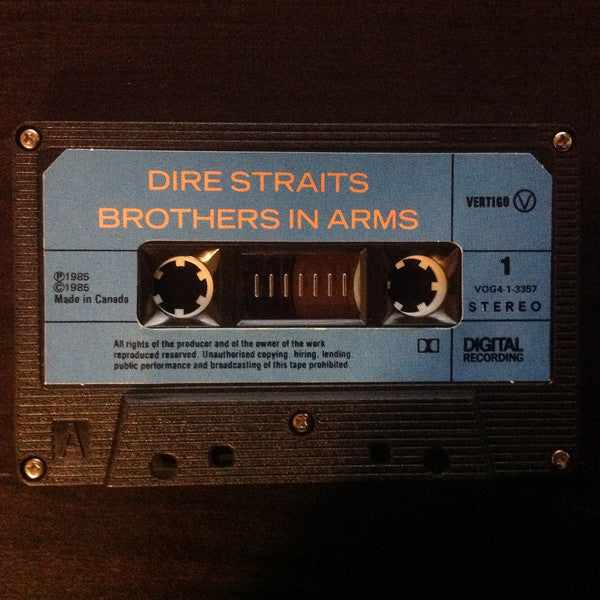 DIRE STRAITS
BROTHERS IN ARMS
VERTIGO V
℗1985
©1985
Made in Canada
1
VOG4-1-3357
STEREO
All rights of the producer and of the owner of the work
reproduced reserved. Unauthorised copying, hiring, lending,
public performance and broadcasting of this tape prohibited.
DIGITAL
RECORDING
A